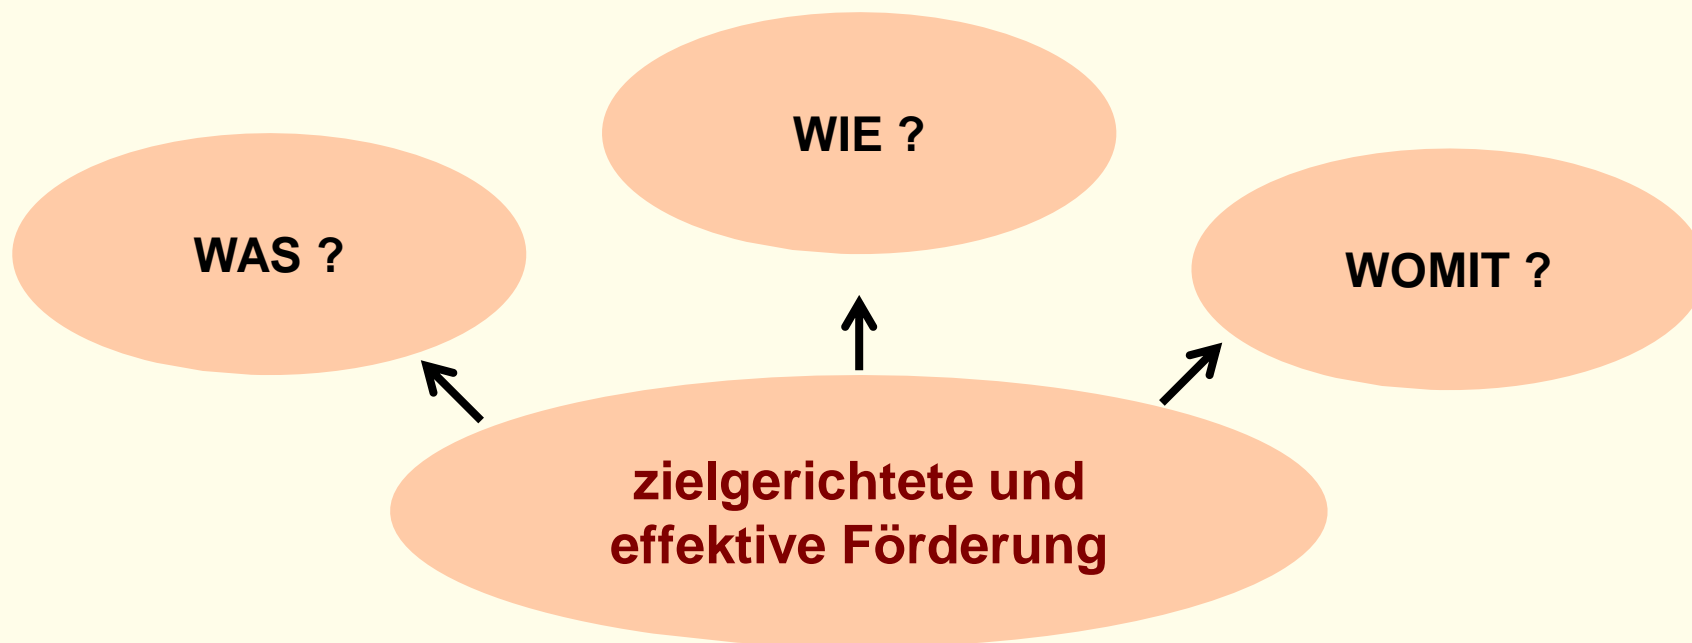 WIE ?
WAS ?
WOMIT ?
zielgerichtete und
effektive Förderung